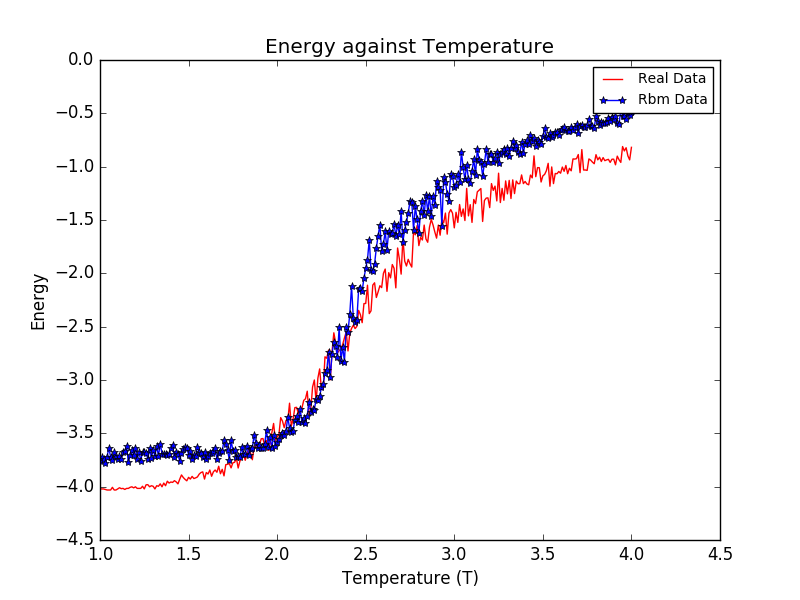 Energy against Temperature
Real Data
Rbm Data
0.0
−0.5
−1.0
−1.5
−2.0
−2.5
−3.0
−3.5
−4.0
−4.5
Energy
1.0 1.5 2.0 2.5 3.0 3.5 4.0 4.5
Temperature (T)